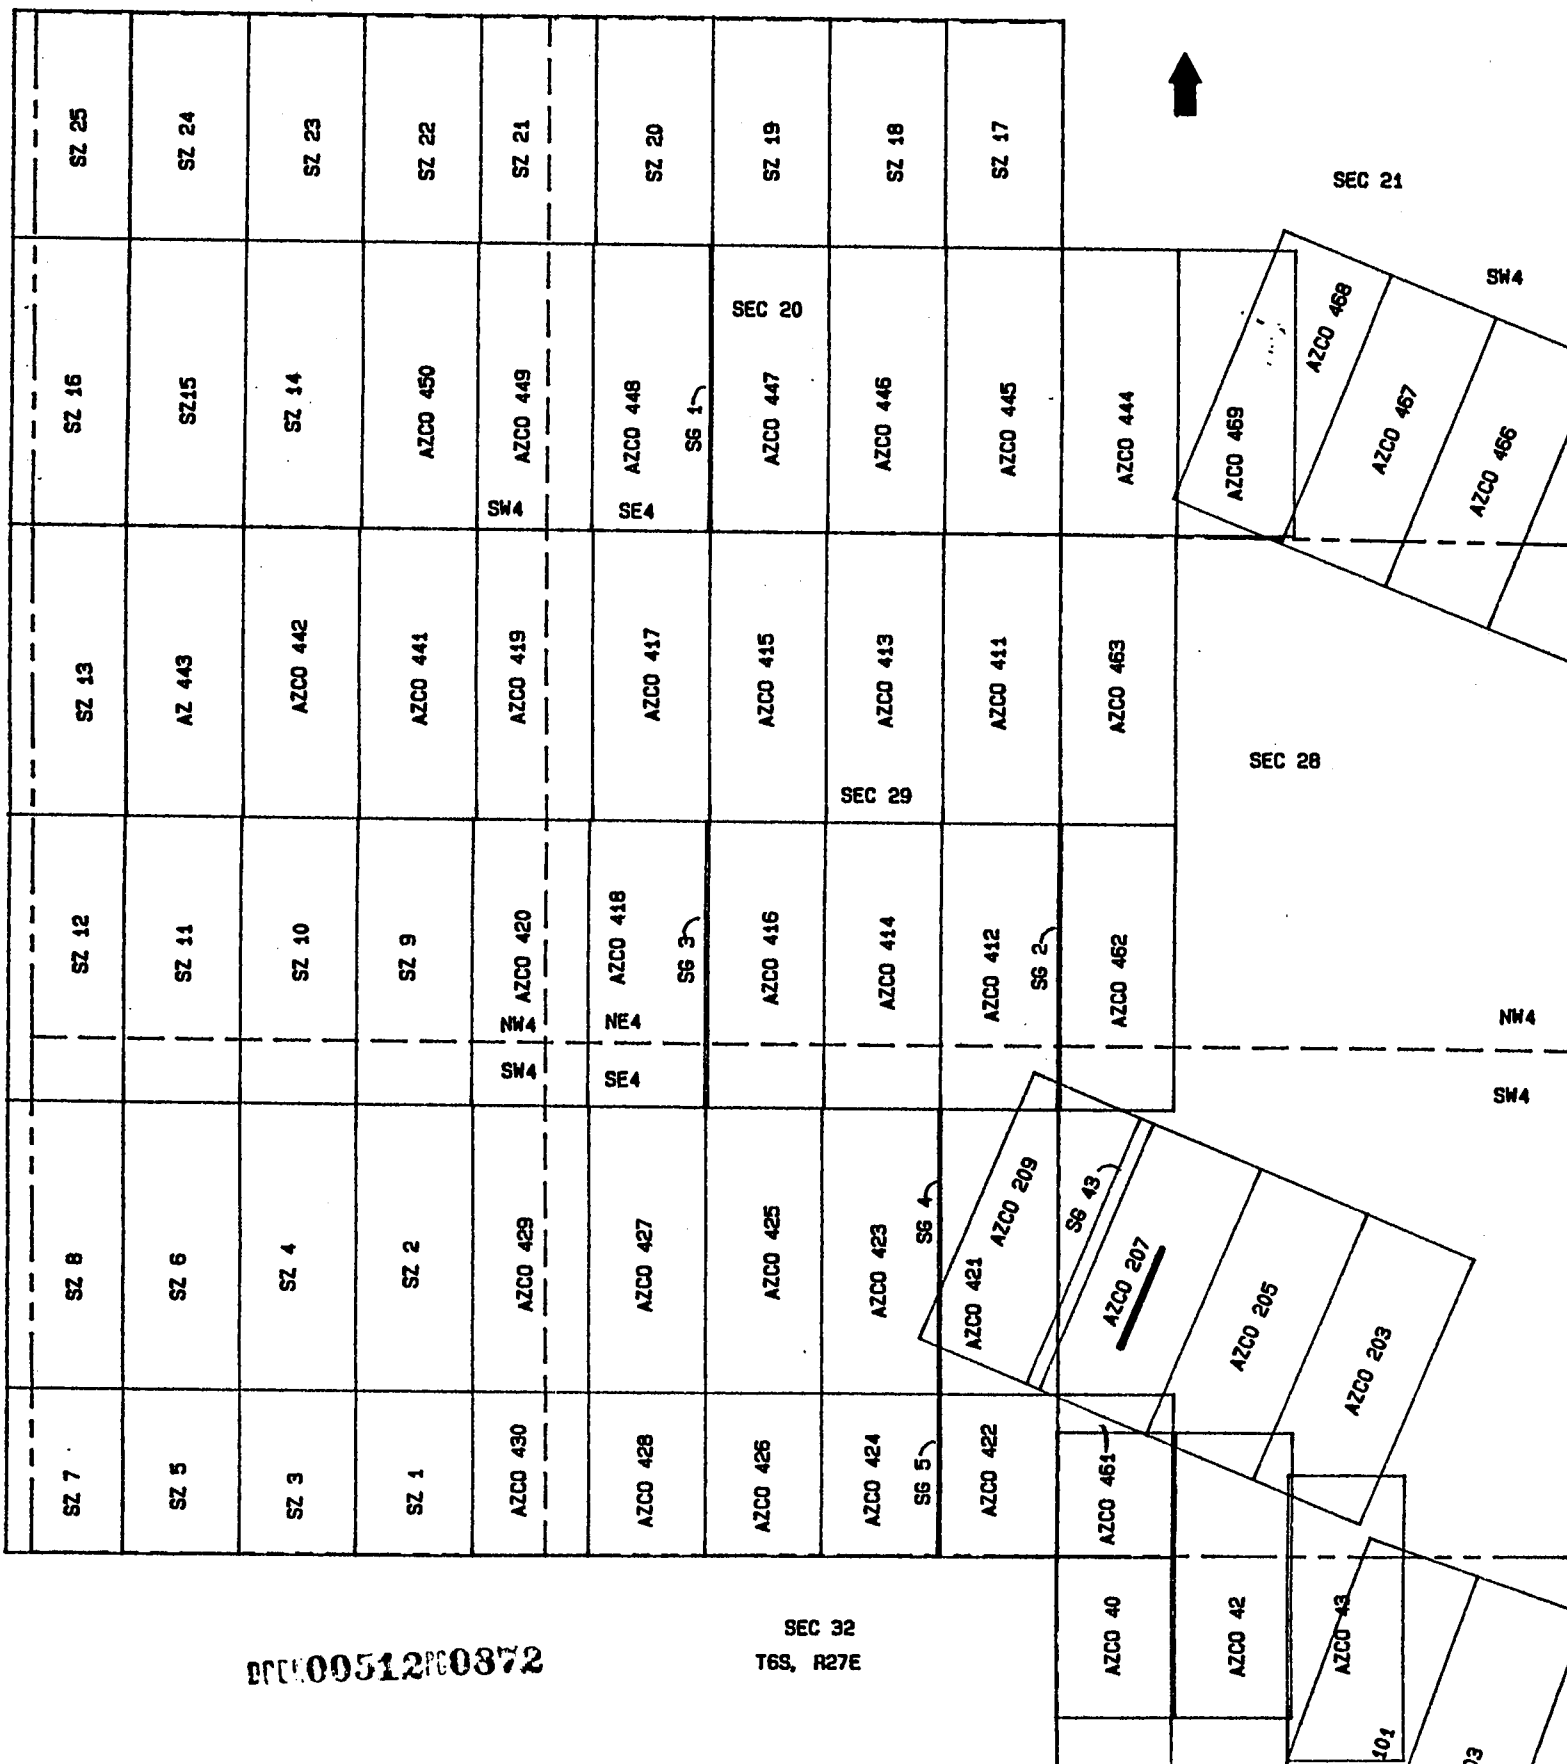 SZ 25
SZ 24
SZ 23
SZ 22
SZ 21
SZ 20
SZ 19
SZ 18
SZ 17
SEC 21
SW4
SEC 20
SZ 16
SZ15
SZ 14
AZCO 450
AZCO 449
AZCO 448
SG 1
AZCO 447
AZCO 446
AZCO 445
AZCO 444
AZCO 469
AZCO 468
AZCO 467
AZCO 466
SW4
SE4
SZ 13
AZ 443
AZCO 442
AZCO 441
AZCO 419
AZCO 417
AZCO 415
AZCO 413
AZCO 411
AZCO 463
SEC 28
SEC 29
SZ 12
SZ 11
SZ 10
SZ 9
AZCO 420
AZCO 418
SG 3
AZCO 416
AZCO 414
AZCO 412
SG 2
AZCO 462
NW4
NE4
NW4
SW4
SE4
SW4
SZ 8
SZ 6
SZ 4
SZ 2
AZCO 429
AZCO 427
AZCO 425
AZCO 423
SG 4
AZCO 421
AZCO 209
SG 43
AZCO 207
AZCO 205
AZCO 203
SZ 7
SZ 5
SZ 3
SZ 1
AZCO 430
AZCO 428
AZCO 426
AZCO 424
SG 5
AZCO 422
AZCO 461
AZCO 40
AZCO 42
AZCO 43
101
03
SEC 32
T6S, R27E
00512 0872